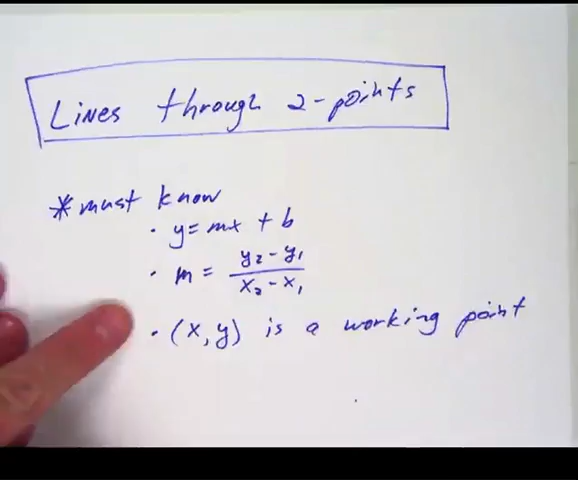 Lines through 2-points
*must know
· y=mx + b
· m = y₂-y₁/x₂-x₁
· (x,y) is a working point